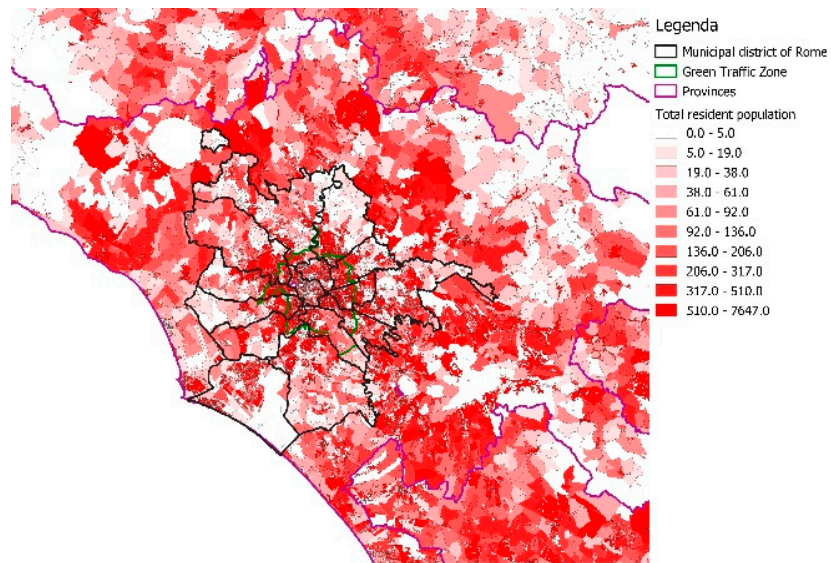 Legenda
Municipal district of Rome
Green Traffic Zone
Provinces
Total resident population
0.0 - 5.0
5.0 - 19.0
19.0 - 38.0
38.0 - 61.0
61.0 - 92.0
92.0 - 136.0
136.0 - 206.0
206.0 - 317.0
317.0 - 510.0
510.0 - 7647.0